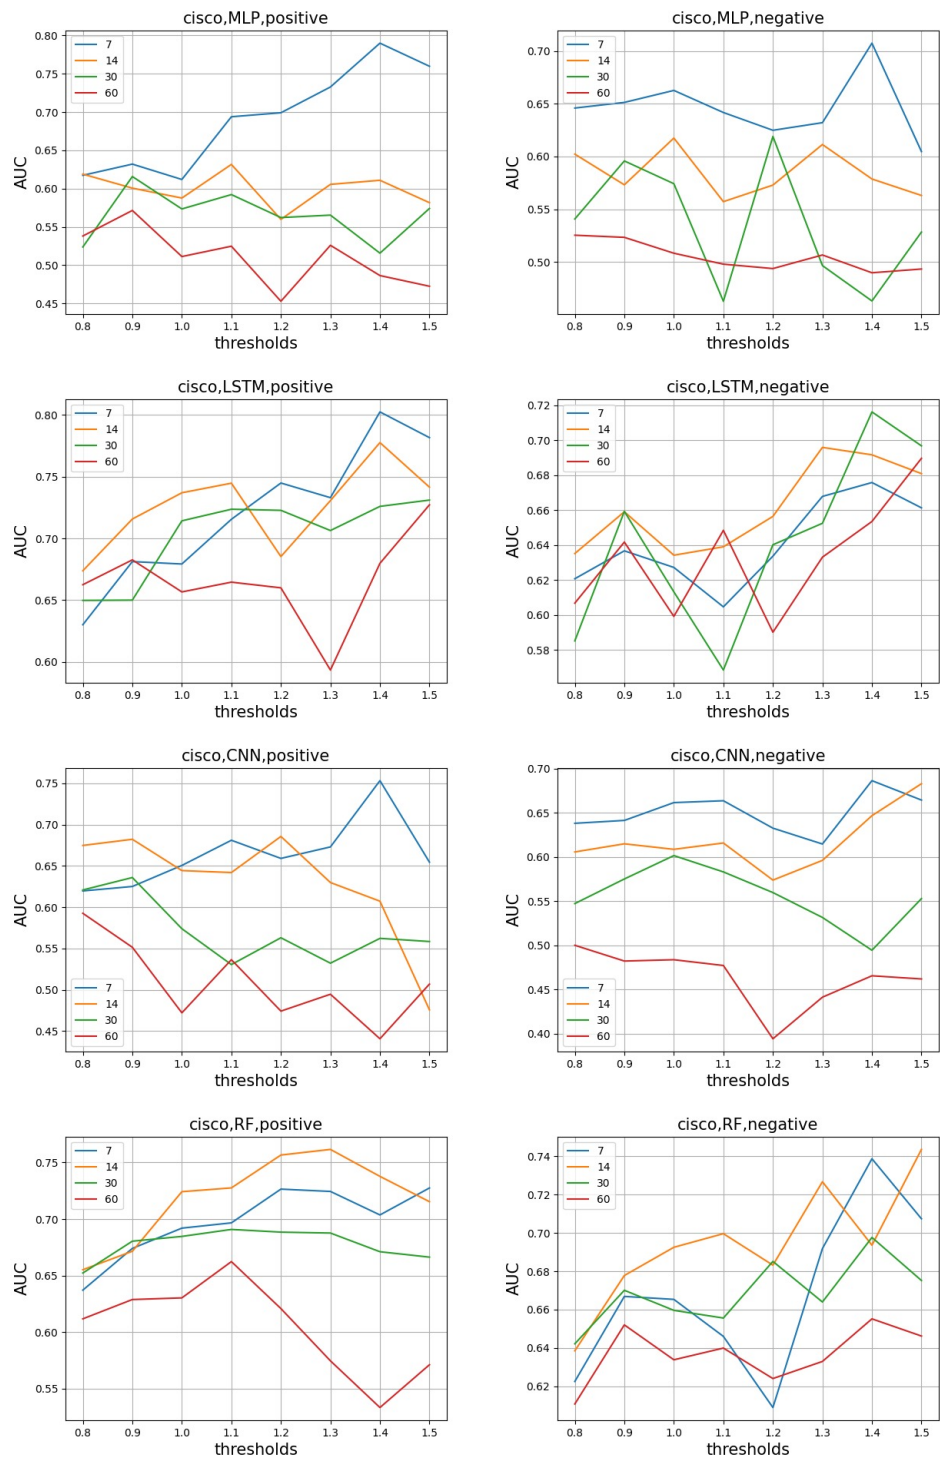 cisco,MLP,positive
AUC
0.80
0.75
0.70
0.65
0.60
0.55
0.50
0.45
7
14
30
60
0.8 0.9 1.0 1.1 1.2 1.3 1.4 1.5
thresholds
cisco,MLP,negative
AUC
0.70
0.65
0.60
0.55
0.50
7
14
30
60
0.8 0.9 1.0 1.1 1.2 1.3 1.4 1.5
thresholds
cisco,LSTM,positive
AUC
0.80
0.75
0.70
0.65
0.60
7
14
30
60
0.8 0.9 1.0 1.1 1.2 1.3 1.4 1.5
thresholds
cisco,LSTM,negative
AUC
0.72
0.70
0.68
0.66
0.64
0.62
0.60
0.58
7
14
30
60
0.8 0.9 1.0 1.1 1.2 1.3 1.4 1.5
thresholds
cisco,CNN,positive
AUC
0.75
0.70
0.65
0.60
0.55
0.50
0.45
7
14
30
60
0.8 0.9 1.0 1.1 1.2 1.3 1.4 1.5
thresholds
cisco,CNN,negative
AUC
0.70
0.65
0.60
0.55
0.50
0.45
0.40
7
14
30
60
0.8 0.9 1.0 1.1 1.2 1.3 1.4 1.5
thresholds
cisco,RF,positive
AUC
0.75
0.70
0.65
0.60
0.55
7
14
30
60
0.8 0.9 1.0 1.1 1.2 1.3 1.4 1.5
thresholds
cisco,RF,negative
AUC
0.74
0.72
0.70
0.68
0.66
0.64
0.62
7
14
30
60
0.8 0.9 1.0 1.1 1.2 1.3 1.4 1.5
thresholds